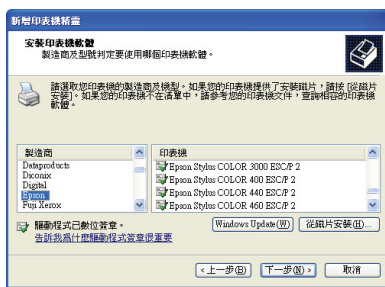 新增印表機精靈
安裝印表機軟體
製造商及型號判定要使用哪個印表機軟體。
請選取您印表機的製造商及機型。如果您的印表機提供了安裝磁片，請按 [從磁片
安裝]。如果您的印表機不在清單中，請參考您的印表機文件，查詢相容的印表機
軟體。
製造商
印表機
Dataproducts
Diconix
Digital
Epson
Fuji Xerox
Epson Stylus COLOR 3000 ESC/P 2
Epson Stylus COLOR 400 ESC/P 2
Epson Stylus COLOR 440 ESC/P 2
Epson Stylus COLOR 460 ESC/P 2
驅動程式已數位簽章。
告訴我爲什麼驅動程式簽章很重要
Windows Update(W)
從磁片安裝(H)...
<上一步(B)
下一步(N)>
取消